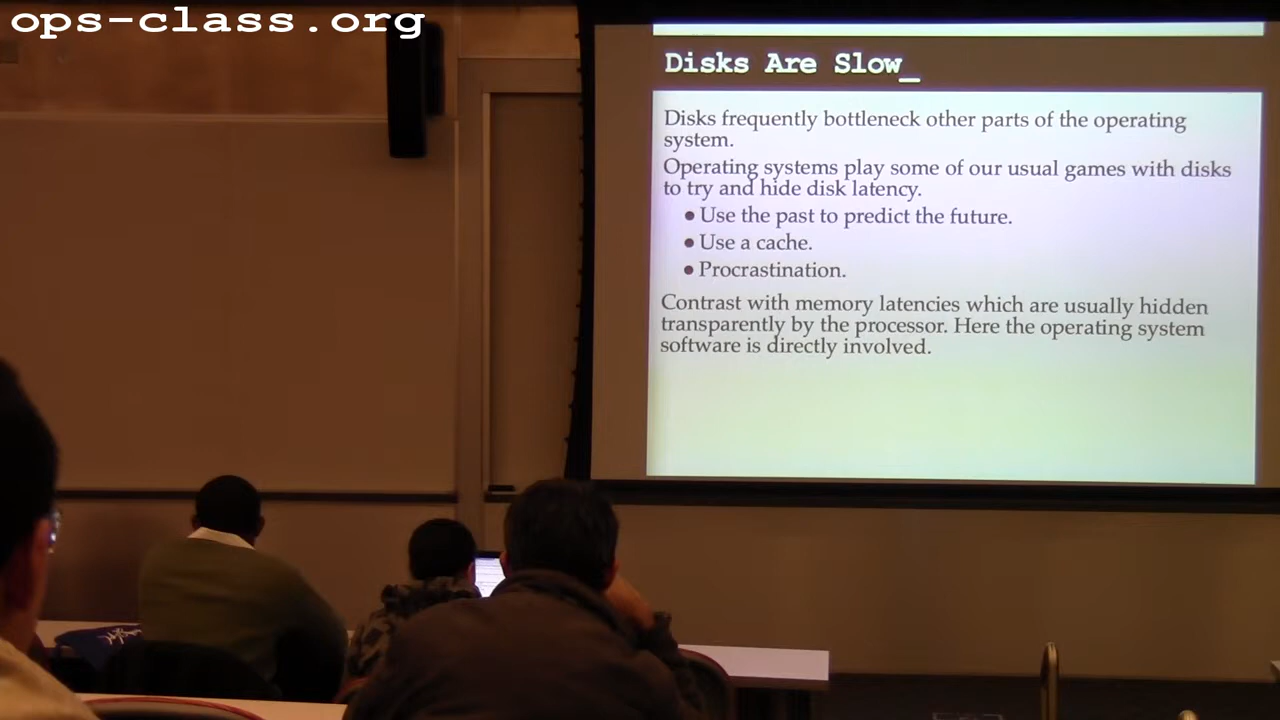 ops-class.org
Disks Are Slow_
Disks frequently bottleneck other parts of the operating
system.
Operating systems play some of our usual games with disks
to try and hide disk latency.
• Use the past to predict the future.
• Use a cache.
• Procrastination.
Contrast with memory latencies which are usually hidden
transparently by the processor. Here the operating system
software is directly involved.